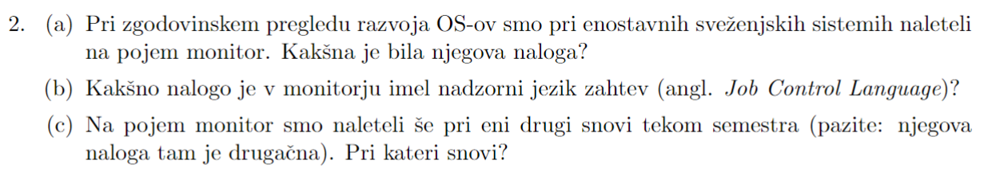 2. (a) Pri zgodovinskem pregledu razvoja OS-ov smo pri enostavnih sveženjskih sistemih naleteli
na pojem monitor. Kakšna je bila njegova naloga?
(b) Kakšno nalogo je v monitorju imel nadzorni jezik zahtev (angl. Job Control Language)?
(c) Na pojem monitor smo naleteli še pri eni drugi snovi tekom semestra (pazite: njegova
naloga tam je drugačna). Pri kateri snovi?